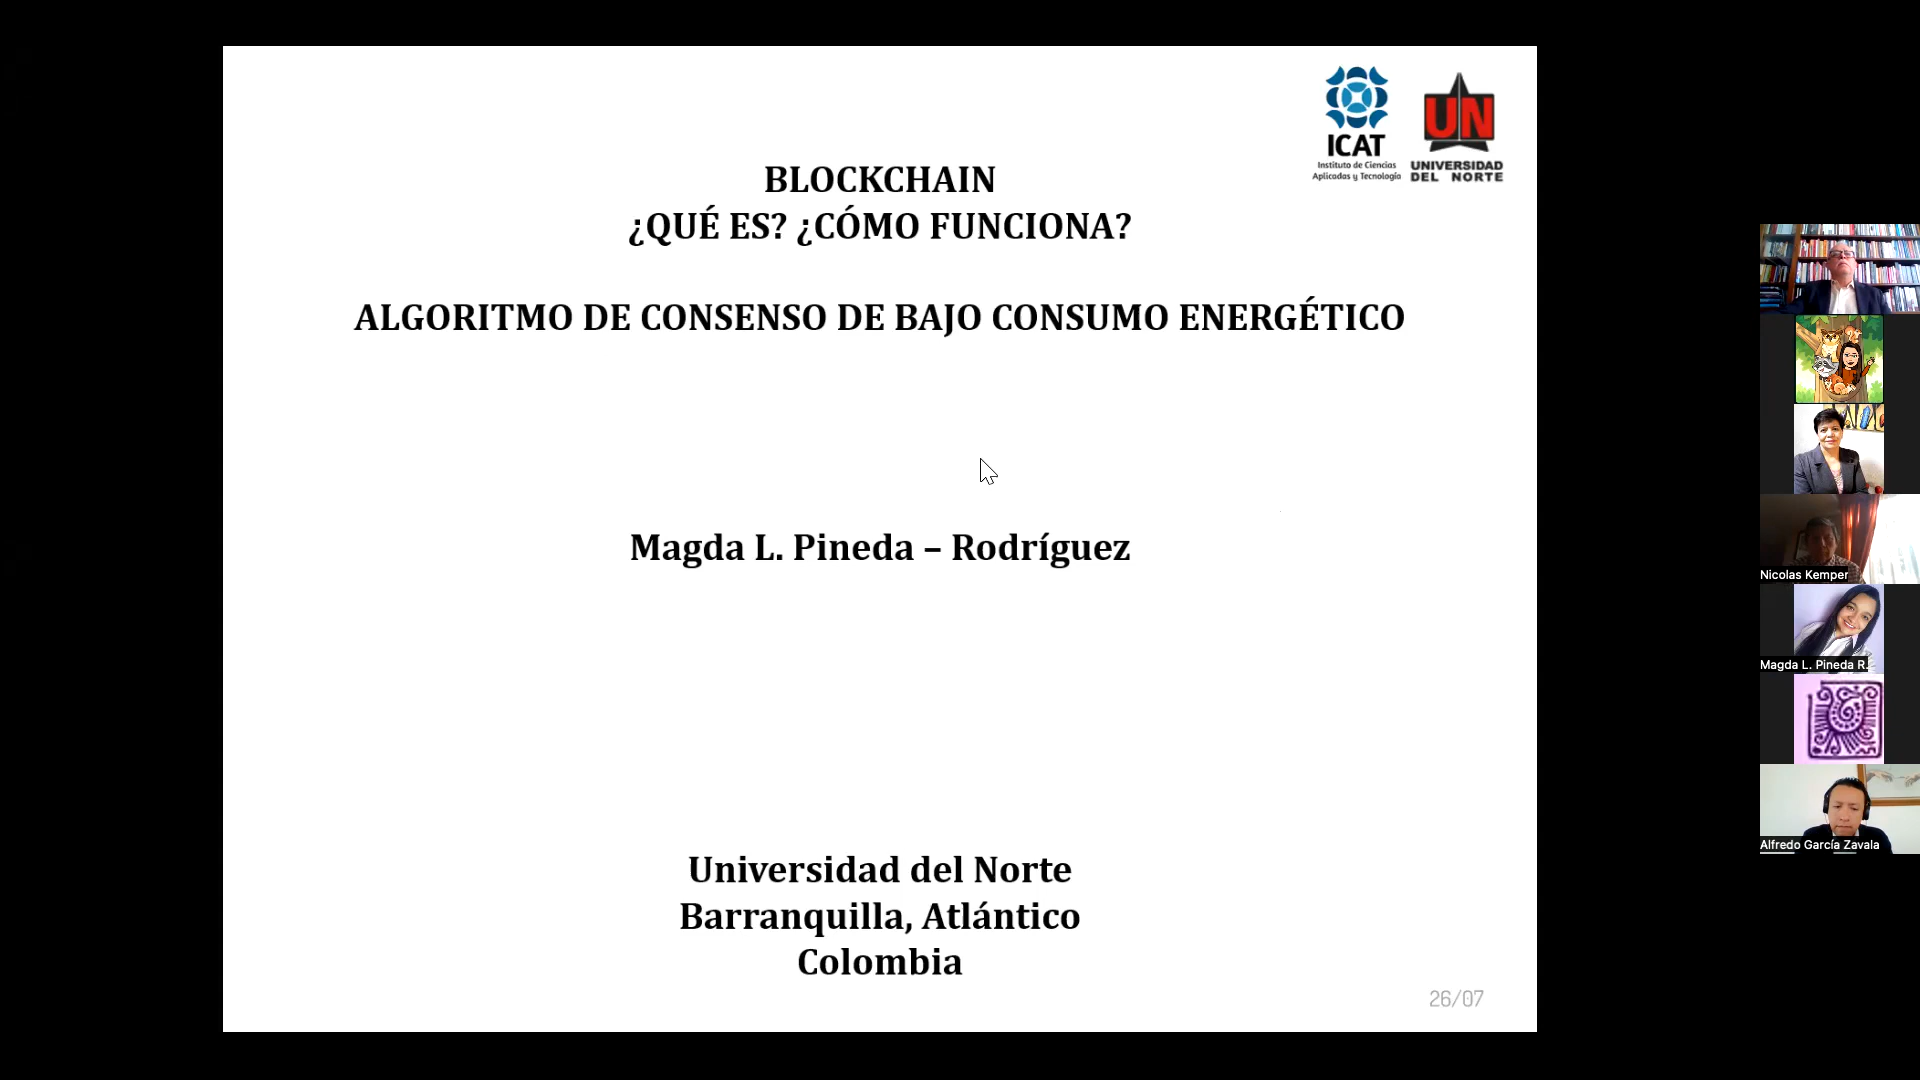 ICAT
Instituto de Ciencias
Aplicadas y Tecnología
UN
UNIVERSIDAD
DEL NORTE
BLOCKCHAIN
¿QUÉ ES? ¿CÓMO FUNCIONA?
ALGORITMO DE CONSENSO DE BAJO CONSUMO ENERGÉTICO
Magda L. Pineda – Rodríguez
Universidad del Norte
Barranquilla, Atlántico
Colombia
26/07
Nicolas Kemper
Magda L. Pineda R.
Alfredo García Zavala